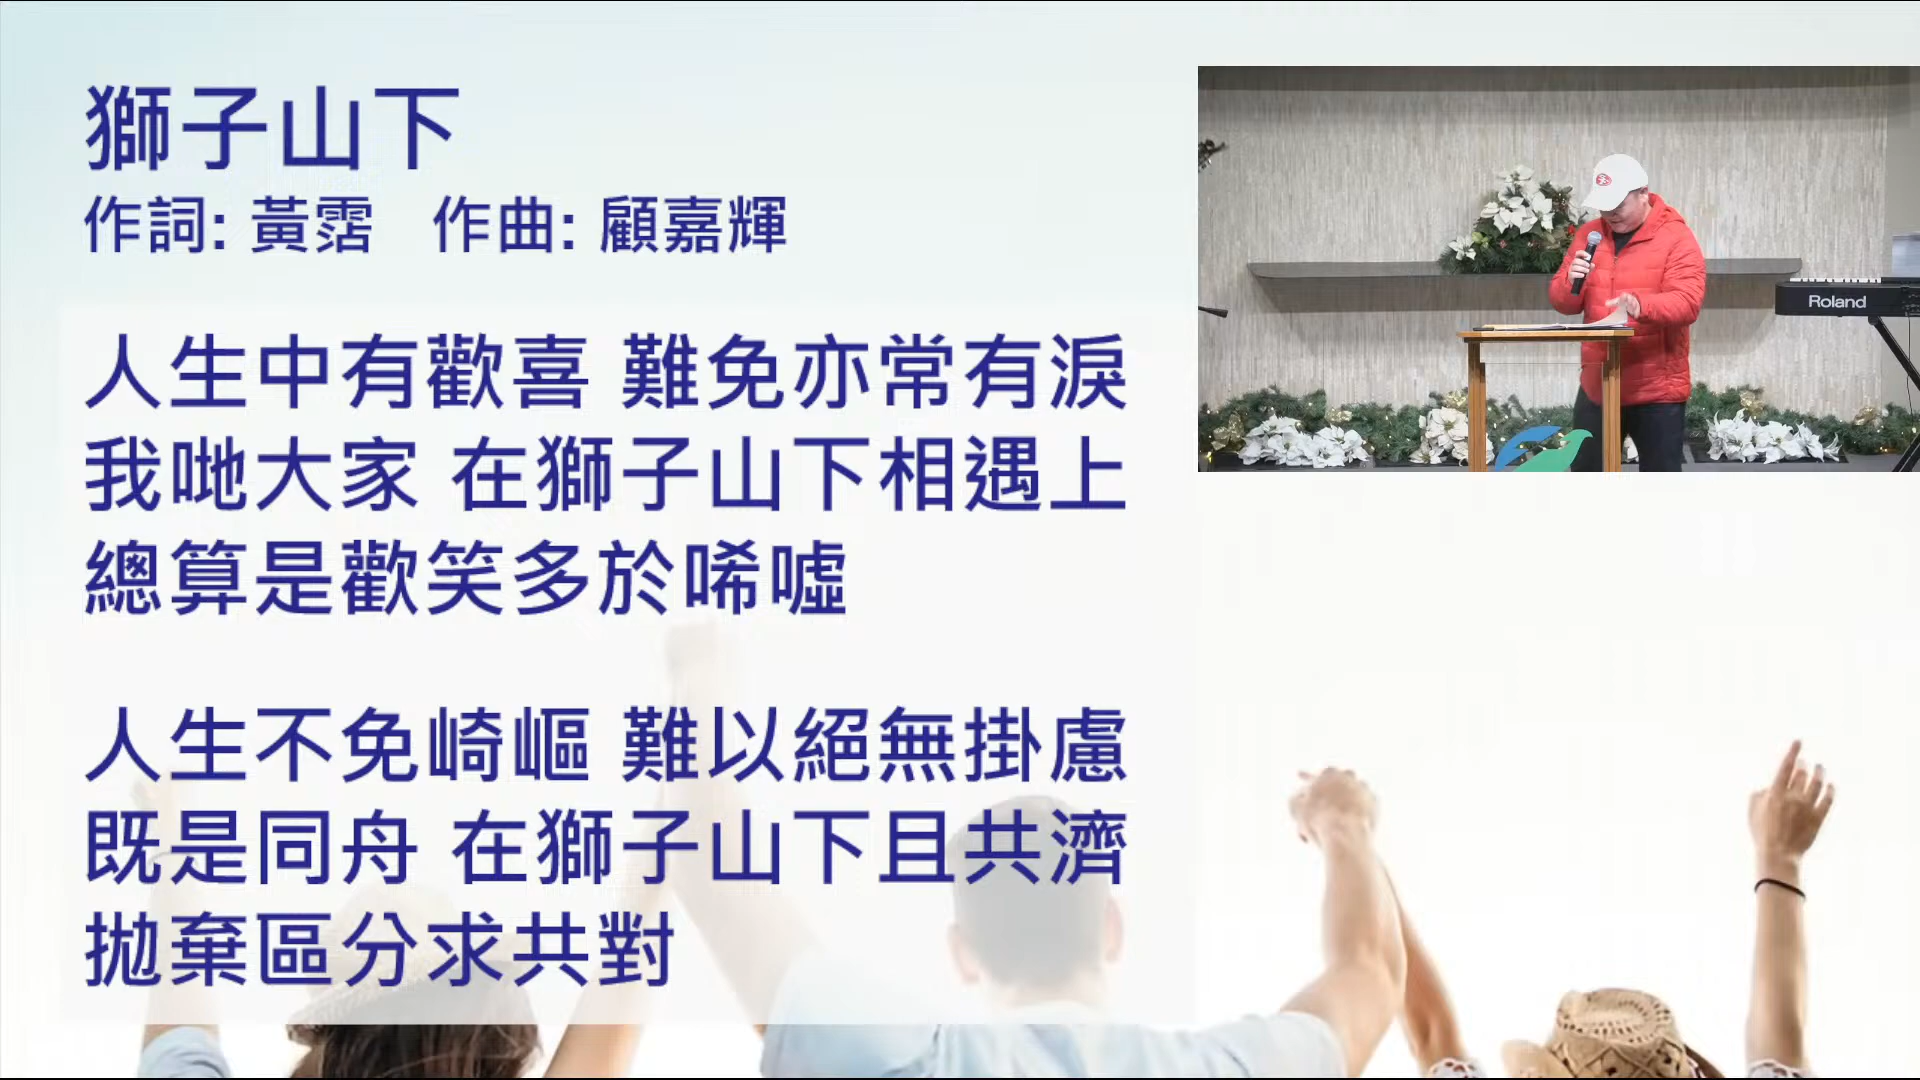 獅子山下
作詞: 黃霑 作曲: 顧嘉輝
人生中有歡喜 難免亦常有淚
我哋大家 在獅子山下相遇上
總算是歡笑多於唏噓
人生不免崎嶇 難以絕無掛慮
既是同舟 在獅子山下且共濟
拋棄區分求共對
Roland